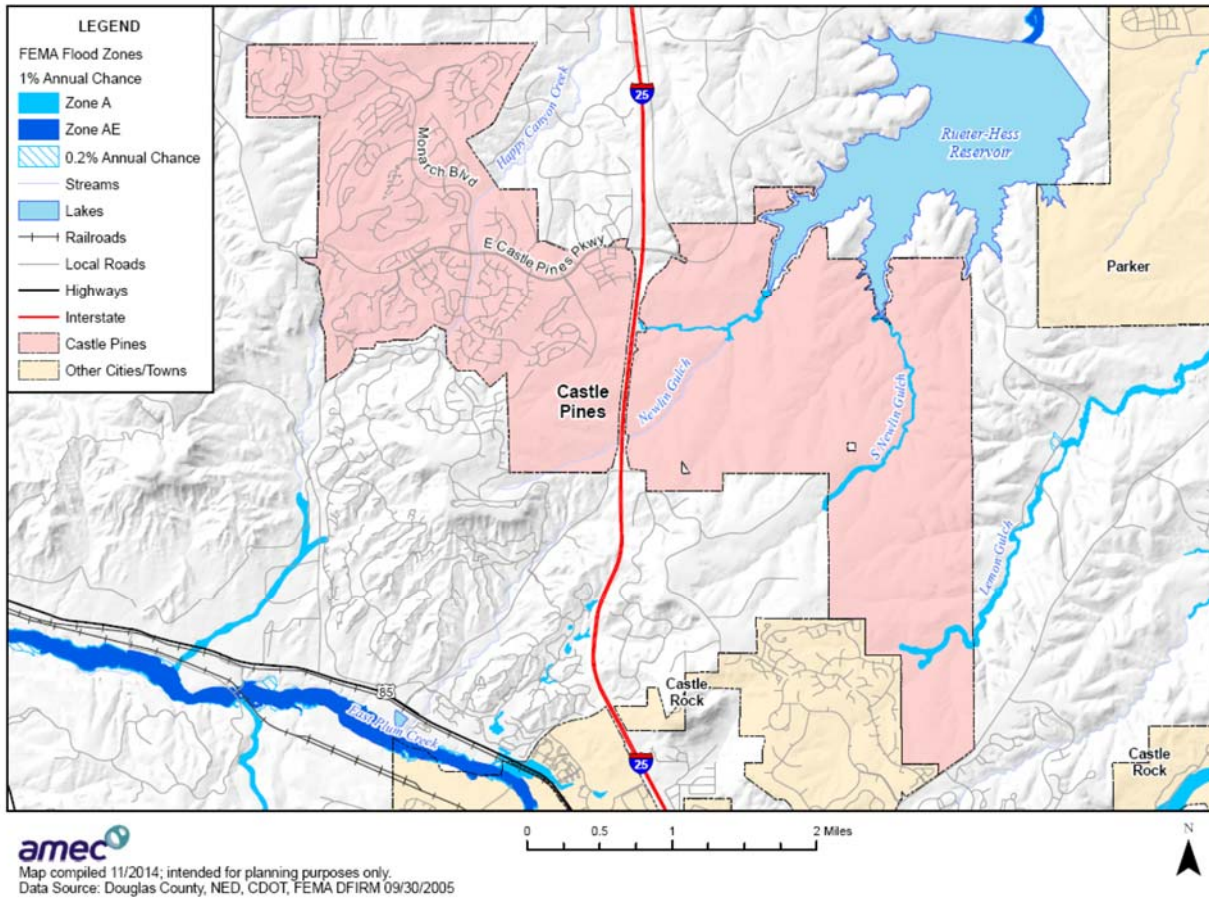 LEGEND
FEMA Flood Zones
1% Annual Chance
Zone A
Zone AE
0.2% Annual Chance
Streams
Lakes
Railroads
Local Roads
Highways
Interstate
Castle Pines
Other Cities/Towns
25
Happy Canyon Creek
Monarch Blvd
E Castle Pines Pkwy
Rueter-Hess
Reservoir
Parker
Castle
Pines
Newlin Gulch
S Newlin Gulch
Lemon Gulch
85
East Plum Creek
Castle
Rock
25
Castle
Rock
amec
Map compiled 11/2014; intended for planning purposes only.
Data Source: Douglas County, NED, CDOT, FEMA DFIRM 09/30/2005
0 0.5 1 2 Miles
N